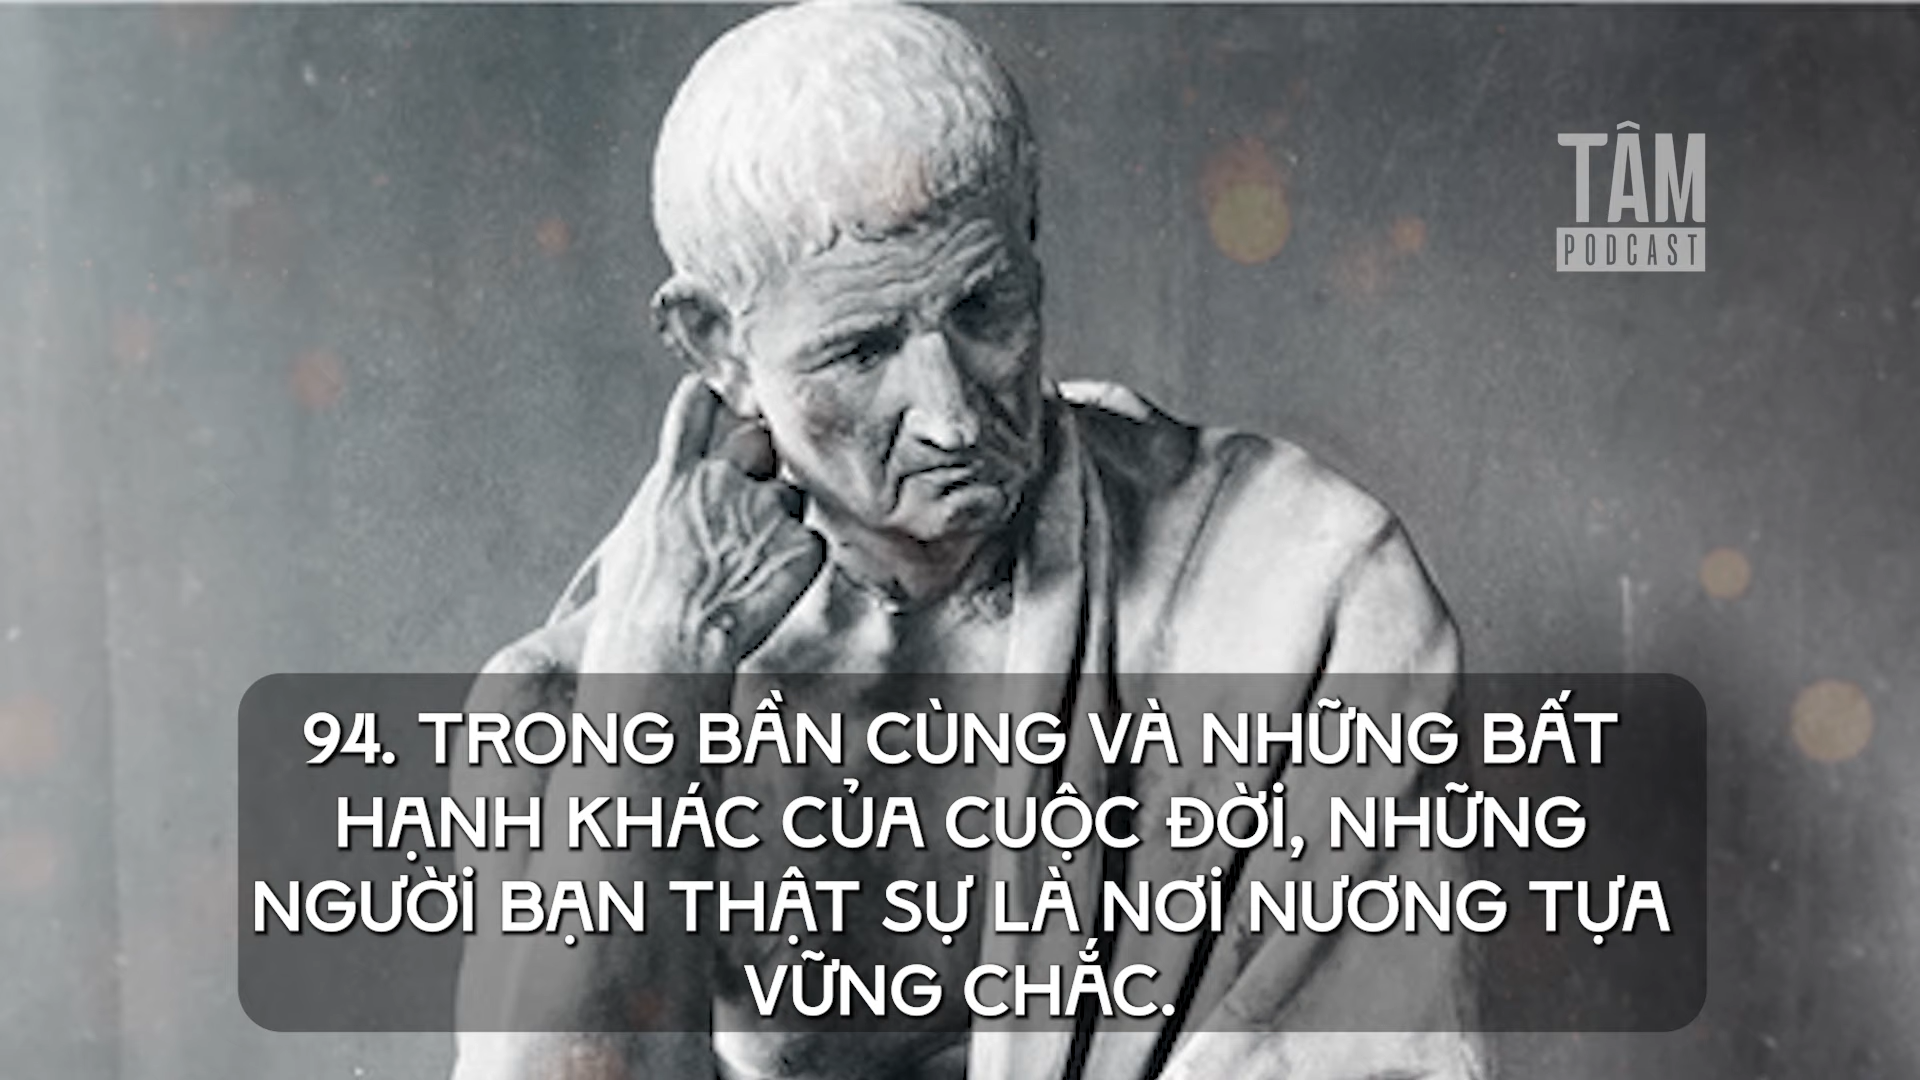 TÂM
PODCAST
94. TRONG BẦN CÙNG VÀ NHỮNG BẤT
HẠNH KHÁC CỦA CUỘC ĐỜI, NHỮNG
NGƯỜI BẠN THẬT SỰ LÀ NƠI NƯƠNG TỰA
VỮNG CHẮC.